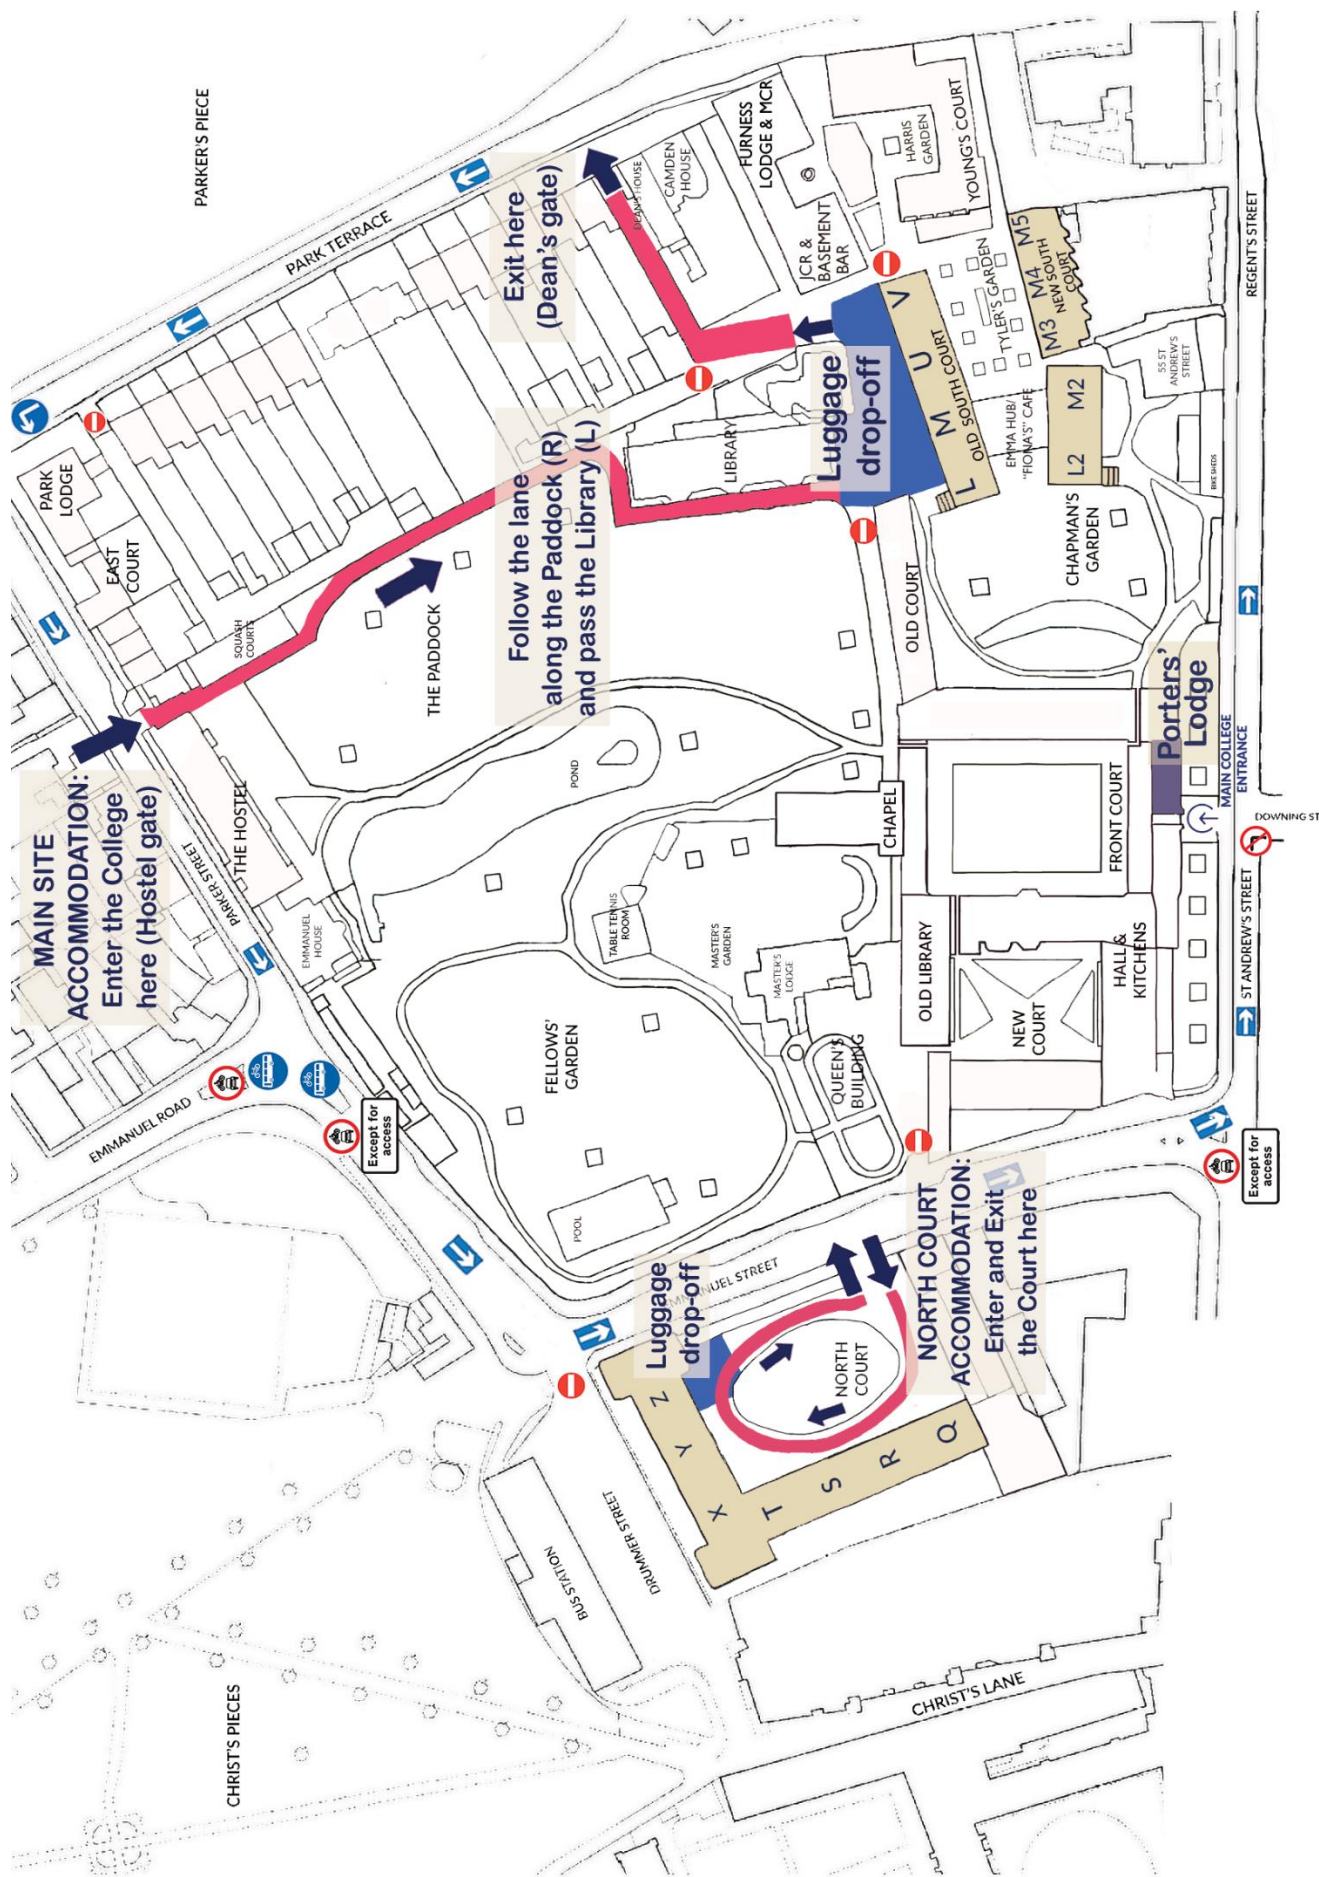 CHRIST'S PIECES
MAIN SITE
ACCOMMODATION:
Enter the College
here (Hostel gate)
PARK
LODGE
EAST
COURT
PARKER'S PIECE
EMMANUEL ROAD
PARKER STREET
THE HOSTEL
SQUASH
COURTS
PARK TERRACE
EMMANUEL
HOUSE
Except for
access
THE PADDOCK
Exit here
(Dean's gate)
Follow the lane
along the Paddock (R)
and pass the Library (L)
BUS STATION
DRUMMER STREET
POOL
FELLOWS'
GARDEN
POND
TABLE TENNIS
ROOM
DEAN'S HOUSE
CAMDEN
HOUSE
FURNESS
LODGE & MCR
LIBRARY
Luggage
drop-off
EMMANUEL STREET
X
Y
Z
T
S
R
Q
NORTH
COURT
MASTER'S
GARDEN
MASTER'S
LODGE
QUEEN'S
BUILDING
CHAPEL
Luggage
drop-off
JCR &
BASEMENT
BAR
HARRIS
GARDEN
YOUNG'S COURT
NORTH COURT
ACCOMMODATION:
Enter and Exit
the Court here
OLD LIBRARY
OLD COURT
L
M
U
V
OLD SOUTH COURT
TYLER'S GARDEN
EMMA HUB/
"FIONA'S" CAFE
CHRIST'S LANE
NEW
COURT
HALL &
KITCHENS
FRONT COURT
CHAPMAN'S
GARDEN
L2
M2
M3
M4
M5
NEW SOUTH
COURT
55 ST
ANDREW'S
STREET
BIKE SHEDS
Porters'
Lodge
MAIN COLLEGE
ENTRANCE
Except for
access
ST ANDREW'S STREET
REGENT'S STREET
DOWNING ST